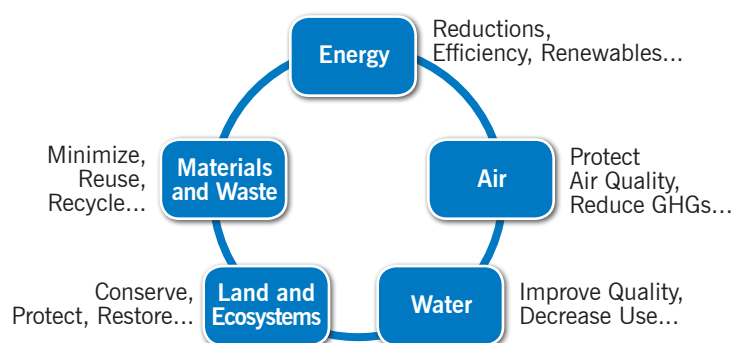 Energy
Reductions,
Efficiency, Renewables...
Air
Protect
Air Quality,
Reduce GHGs...
Water
Improve Quality,
Decrease Use...
Land and
Ecosystems
Conserve,
Protect, Restore...
Materials
and Waste
Minimize,
Reuse,
Recycle...